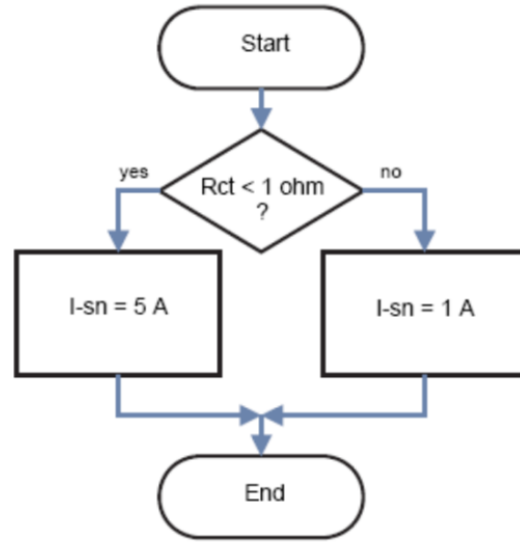 Start
yes
Rct < 1 ohm
?
no
I-sn = 5 A
I-sn = 1 A
End